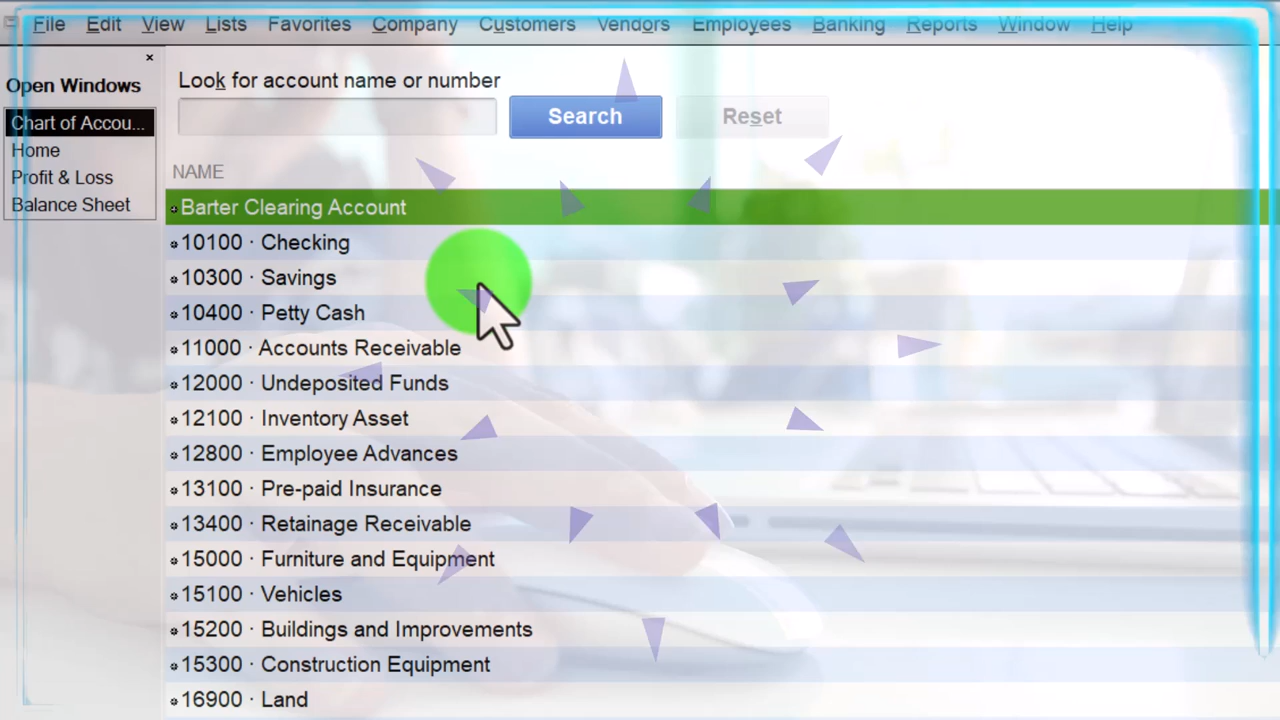 File Edit View Lists Favorites Company Customers Vendors Employees Banking Reports Window Help
Open Windows
Chart of Accou...
Home
Profit & Loss
Balance Sheet
Look for account name or number
Search Reset
NAME
Barter Clearing Account
10100 · Checking
10300 · Savings
10400 · Petty Cash
11000 · Accounts Receivable
12000 · Undeposited Funds
12100 · Inventory Asset
12800 · Employee Advances
13100 · Pre-paid Insurance
13400 · Retainage Receivable
15000 · Furniture and Equipment
15100 · Vehicles
15200 · Buildings and Improvements
15300 · Construction Equipment
16900 · Land